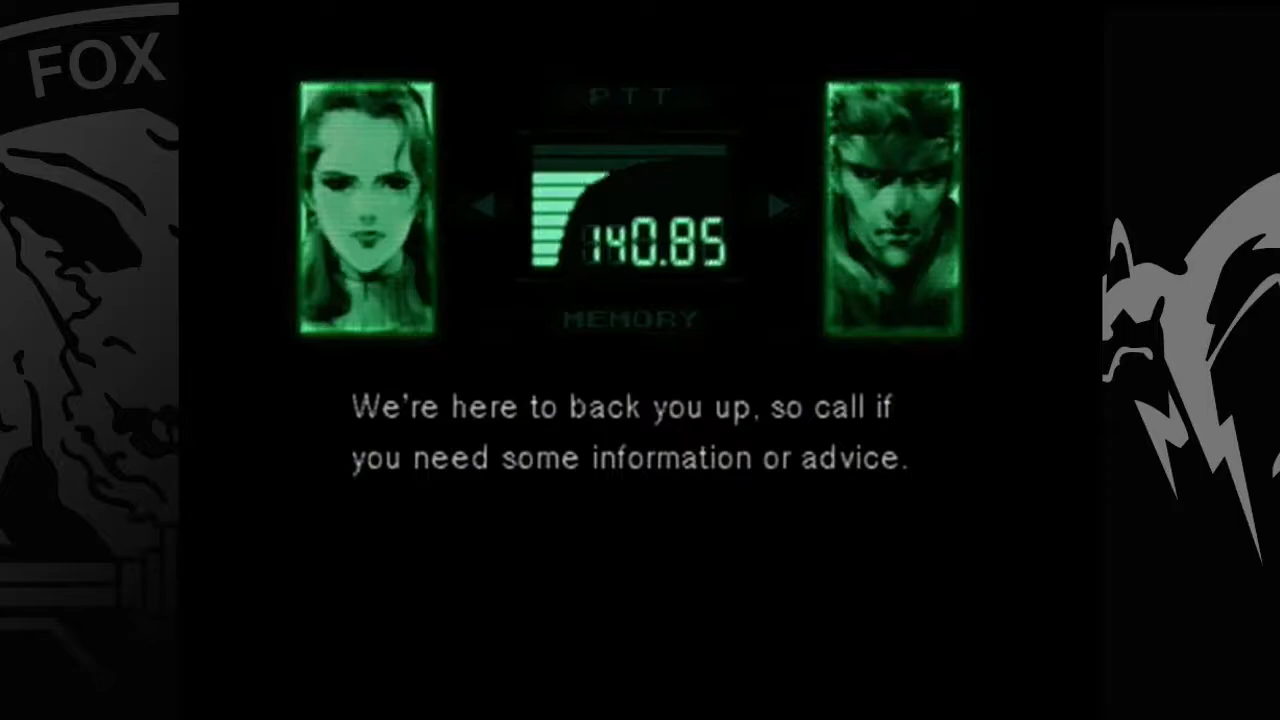 FOX
PTT
140.85
MEMORY
We're here to back you up, so call if
you need some information or advice.